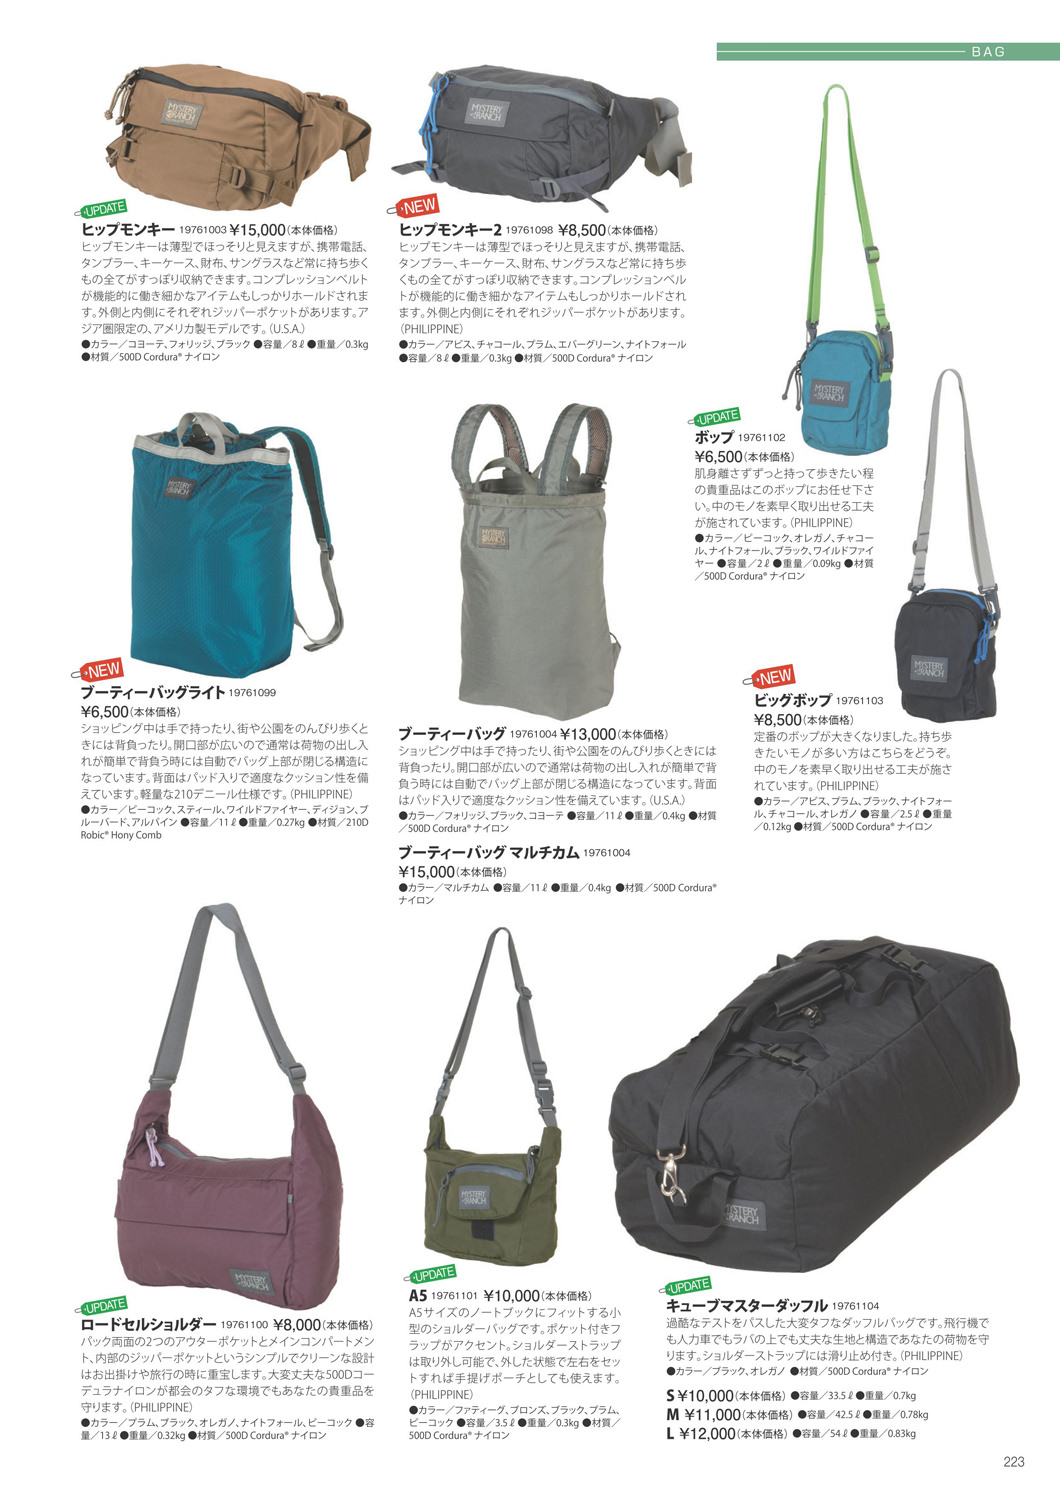 BAG
MYSTERY
RANCH
UPDATE
ヒップモンキー 19761003 ¥15,000(本体価格)
ヒップモンキーは薄型でほっそりと見えますが、携帯電話、
タンブラー、キーケース、財布、サングラスなど常に持ち歩く
もの全てがすっぽり収納できます。コンプレッションベルト
が機能的に働き細かなアイテムもしっかりホールドされま
す。外側と内側にそれぞれジッパーポケットがあります。ア
ジア圏限定の、アメリカ製モデルです。(U.S.A.)
●カラー／コヨーテ、フォリッジ、ブラック ●容量／8ℓ ●重量／0.3kg
●材質／500D Cordura® ナイロン
MYSTERY
RANCH
NEW
ヒップモンキー2 19761098 ¥8,500(本体価格)
ヒップモンキーは薄型でほっそりと見えますが、携帯電話、
タンブラー、キーケース、財布、サングラスなど常に持ち歩
くもの全てがすっぽり収納できます。コンプレッションベル
トが機能的に働き細かなアイテムもしっかりホールドされ
ます。外側と内側にそれぞれジッパーポケットがあります。
(PHILIPPINE)
●カラー／アビス、チャコール、プラム、エバーグリーン、ナイトフォール
●容量／8ℓ ●重量／0.3kg ●材質／500D Cordura® ナイロン
MYSTERY
RANCH
UPDATE
ボップ 19761102
¥6,500(本体価格)
肌身離さずずっと持って歩きたい程
の貴重品はこのボップにお任せ下さ
い。中のモノを素早く取り出せる工夫
が施されています。(PHILIPPINE)
●カラー／ピーコック、オレガノ、チャコー
ル、ナイトフォール、ブラック、ワイルドファイ
ヤー ●容量／2ℓ ●重量／0.09kg ●材質
／500D Cordura® ナイロン
MYSTERY
RANCH
NEW
ブーティーバッグライト 19761099
¥6,500(本体価格)
ショッピング中は手で持ったり、街や公園をのんびり歩くと
きには背負ったり。開口部が広いので通常は荷物の出し入
れが簡単で背負う時には自動でバッグ上部が閉じる構造に
なっています。背面はパッド入りで適度なクッション性を備
えています。軽量な210デニール仕様です。(PHILIPPINE)
●カラー／ピーコック、スティール、ワイルドファイヤー、ディジョン、ブ
ルーバード、アルパイン ●容量／11ℓ ●重量／0.27kg ●材質／210D
Robic® Hony Comb
MYSTERY
RANCH
ブーティーバッグ 19761004 ¥13,000(本体価格)
ショッピング中は手で持ったり、街や公園をのんびり歩くときには
背負ったり。開口部が広いので通常は荷物の出し入れが簡単で背
負う時には自動でバッグ上部が閉じる構造になっています。背面
はパッド入りで適度なクッション性を備えています。(U.S.A.)
●カラー／フォリッジ、ブラック、コヨーテ ●容量／11ℓ ●重量／0.4kg ●材質
／500D Cordura® ナイロン
ブーティーバッグ マルチカム 19761004
¥15,000(本体価格)
●カラー／マルチカム ●容量／11ℓ ●重量／0.4kg ●材質／500D Cordura®
ナイロン
MYSTERY
RANCH
NEW
ビッグボップ 19761103
¥8,500(本体価格)
定番のボップが大きくなりました。持ち歩
きたいモノが多い方はこちらをどうぞ。
中のモノを素早く取り出せる工夫が施さ
れています。(PHILIPPINE)
●カラー／アビス、プラム、ブラック、ナイトフォー
ル、チャコール、オレガノ ●容量／2.5ℓ ●重量
／0.12kg ●材質／500D Cordura® ナイロン
MYSTERY
RANCH
UPDATE
ロードセルショルダー 19761100 ¥8,000(本体価格)
パック両面の2つのアウターポケットとメインコンパートメン
ト、内部のジッパーポケットというシンプルでクリーンな設計
はお出掛けや旅行の時に重宝します。大変丈夫な500Dコー
デュラナイロンが都会のタフな環境でもあなたの貴重品を
守ります。(PHILIPPINE)
●カラー／プラム、ブラック、オレガノ、ナイトフォール、ピーコック ●容
量／13ℓ ●重量／0.32kg ●材質／500D Cordura® ナイロン
MYSTERY
RANCH
UPDATE
A5 19761101 ¥10,000(本体価格)
A5サイズのノートブックにフィットする小
型のショルダーバッグです。ポケット付きフ
ラップがアクセント。ショルダーストラップ
は取り外し可能で、外した状態で左右をセッ
トすれば手提げポーチとしても使えます。
(PHILIPPINE)
●カラー／ファティーグ、ブロンズ、ブラック、プラム、
ピーコック ●容量／3.5ℓ ●重量／0.3kg ●材質／
500D Cordura® ナイロン
MYSTERY
RANCH
UPDATE
キューブマスターダッフル 19761104
過酷なテストをパスした大変タフなダッフルバッグです。飛行機で
も人力車でもラバの上でも丈夫な生地と構造であなたの荷物を守
ります。ショルダーストラップには滑り止め付き。(PHILIPPINE)
●カラー／ブラック、オレガノ ●材質／500D Cordura® ナイロン
S ¥10,000(本体価格) ●容量／33.5ℓ ●重量／0.7kg
M ¥11,000(本体価格) ●容量／42.5ℓ ●重量／0.78kg
L ¥12,000(本体価格) ●容量／54ℓ ●重量／0.83kg
223